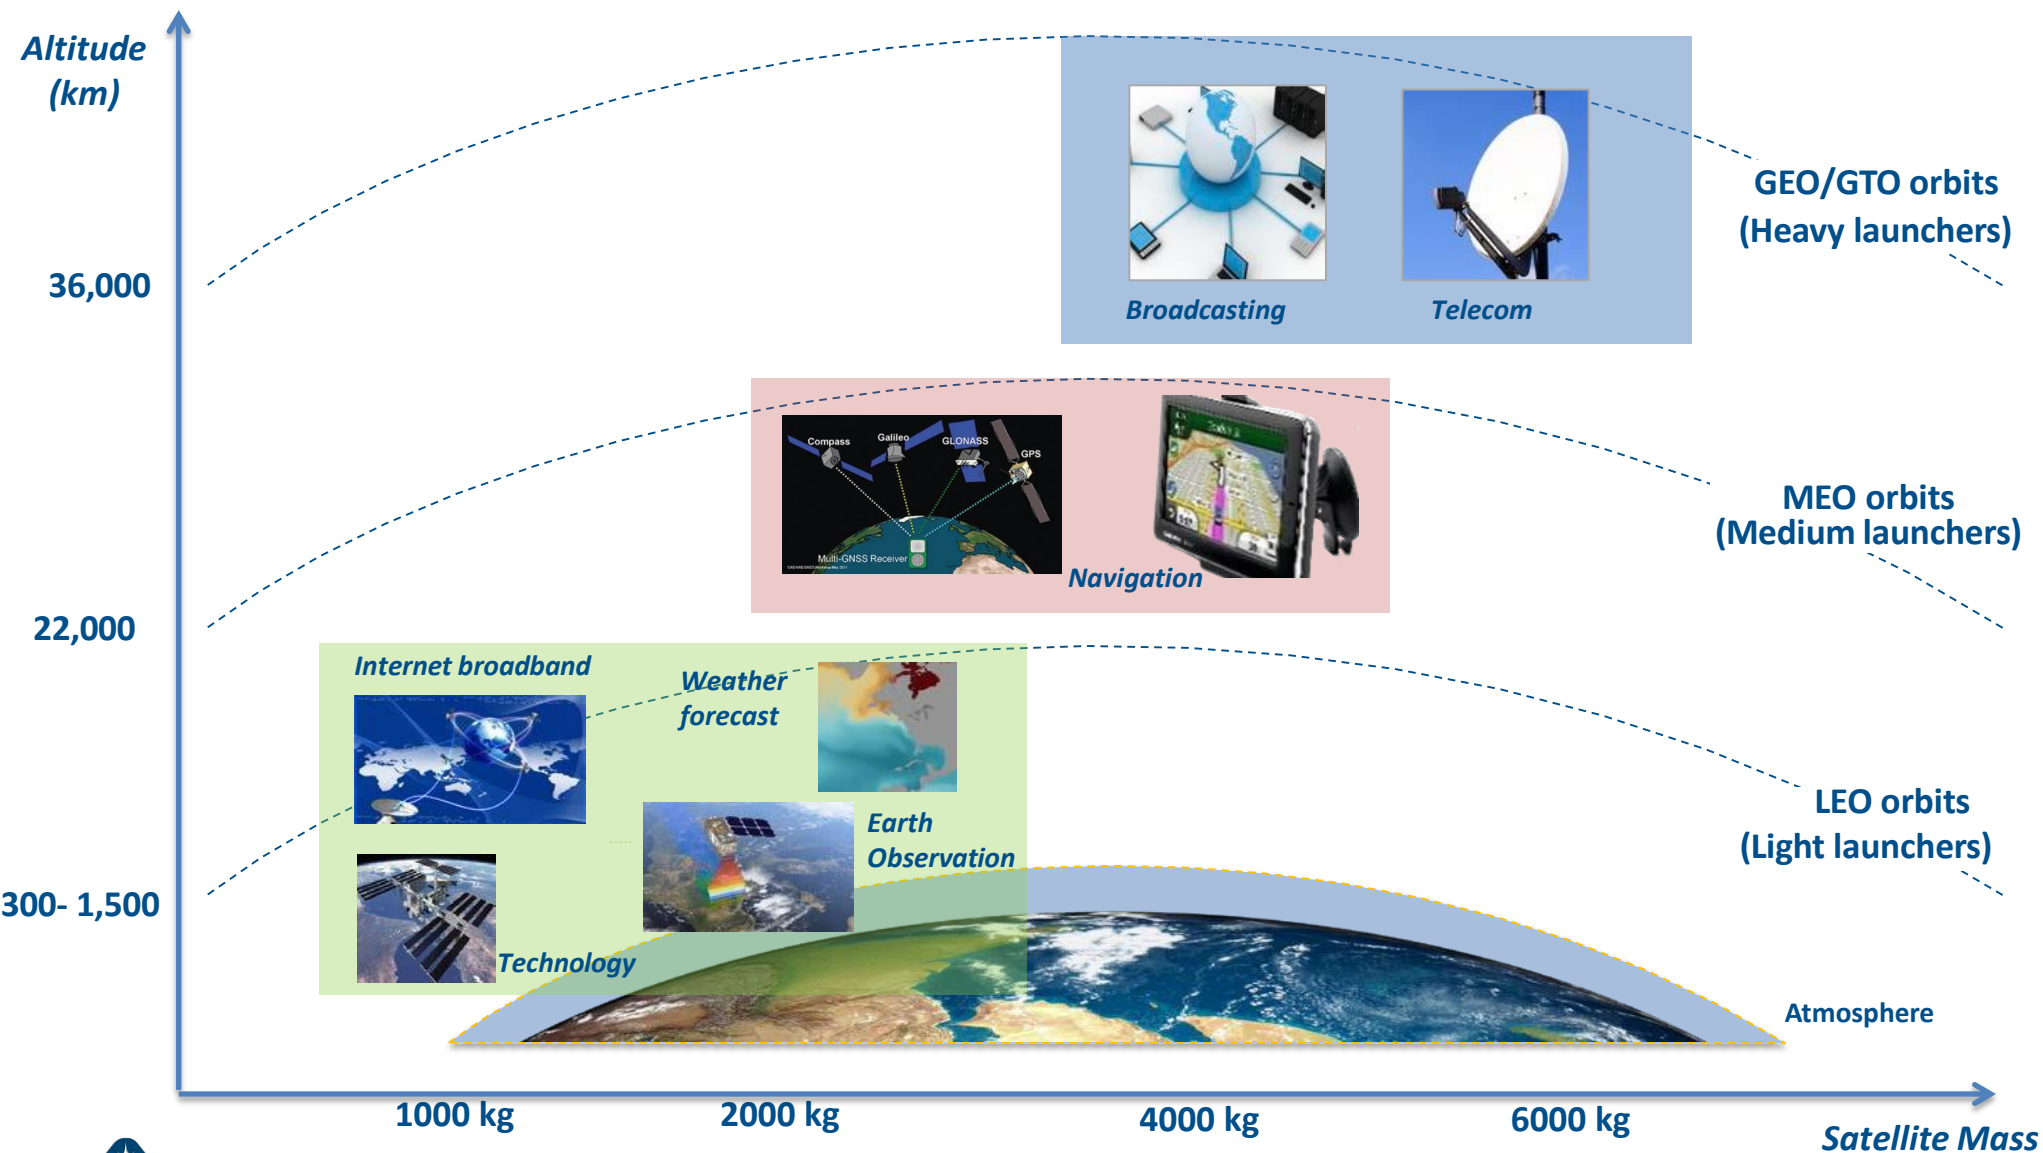 Altitude
(km)
GEO/GTO orbits
(Heavy launchers)
36,000
Broadcasting
Telecom
Compass
Galileo
GLONASS
GPS
Multi-GNSS Receiver
Navigation
MEO orbits
(Medium launchers)
22,000
Internet broadband
Weather
forecast
Earth
Observation
LEO orbits
(Light launchers)
300- 1,500
Technology
Atmosphere
1000 kg
2000 kg
4000 kg
6000 kg
Satellite Mass